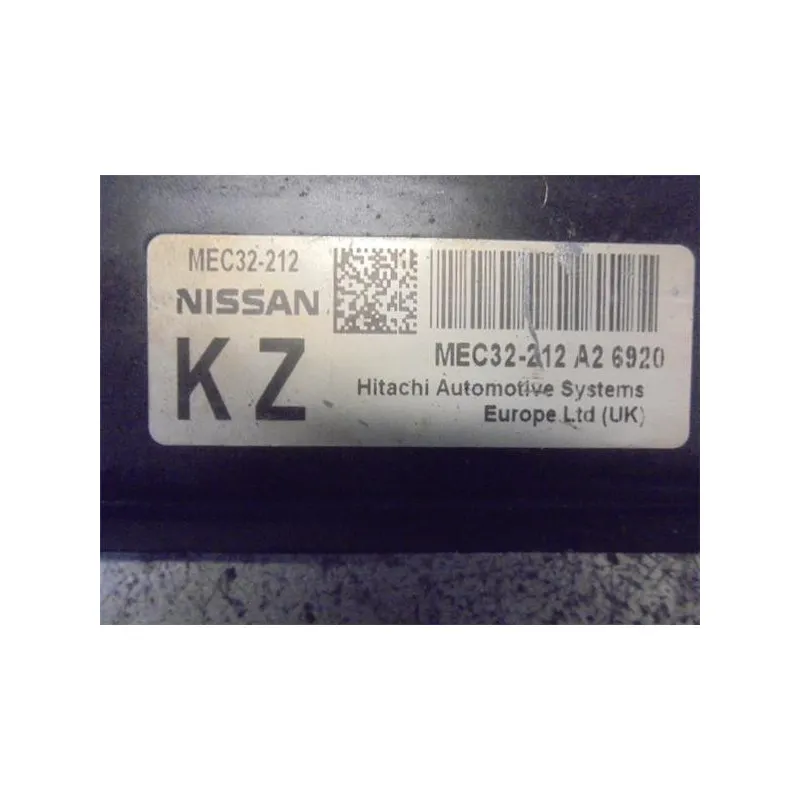 MEC32-212
NISSAN
KZ
MEC32-212 A2 6920
Hitachi Automotive Systems
Europe Ltd (UK)